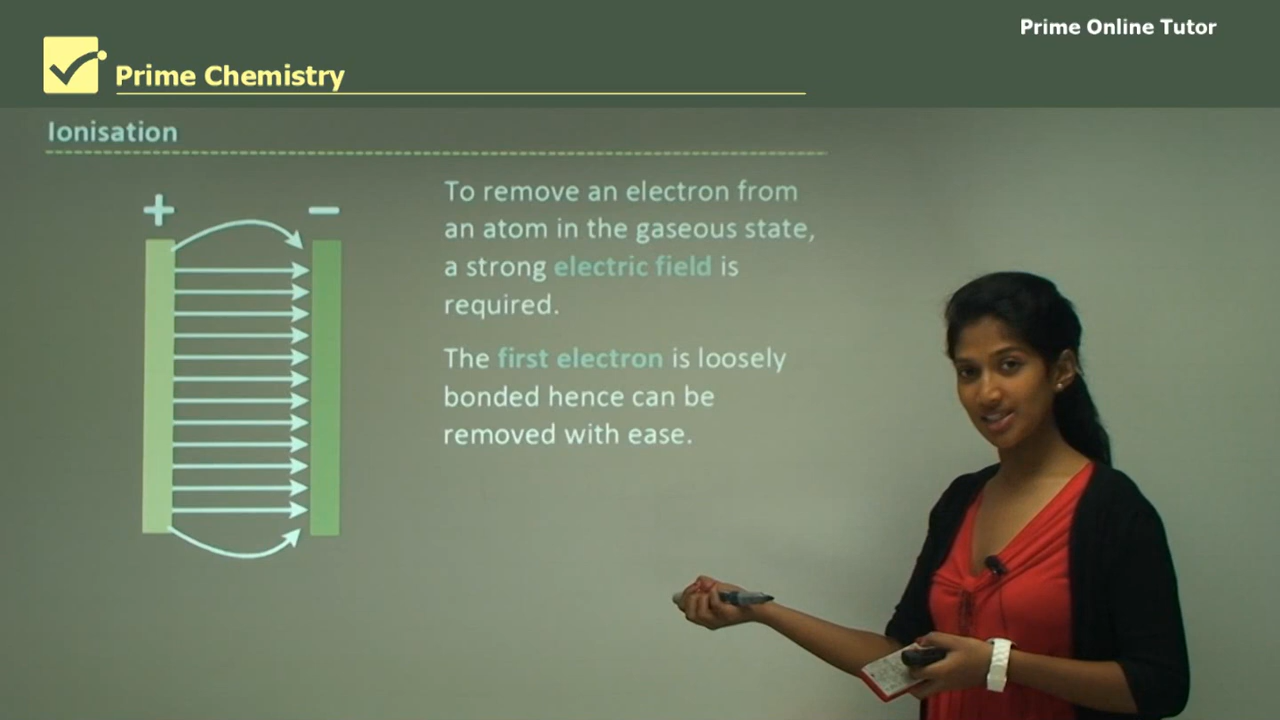 Prime Online Tutor
Prime Chemistry
Ionisation
+ −
To remove an electron from
an atom in the gaseous state,
a strong electric field is
required.
The first electron is loosely
bonded hence can be
removed with ease.